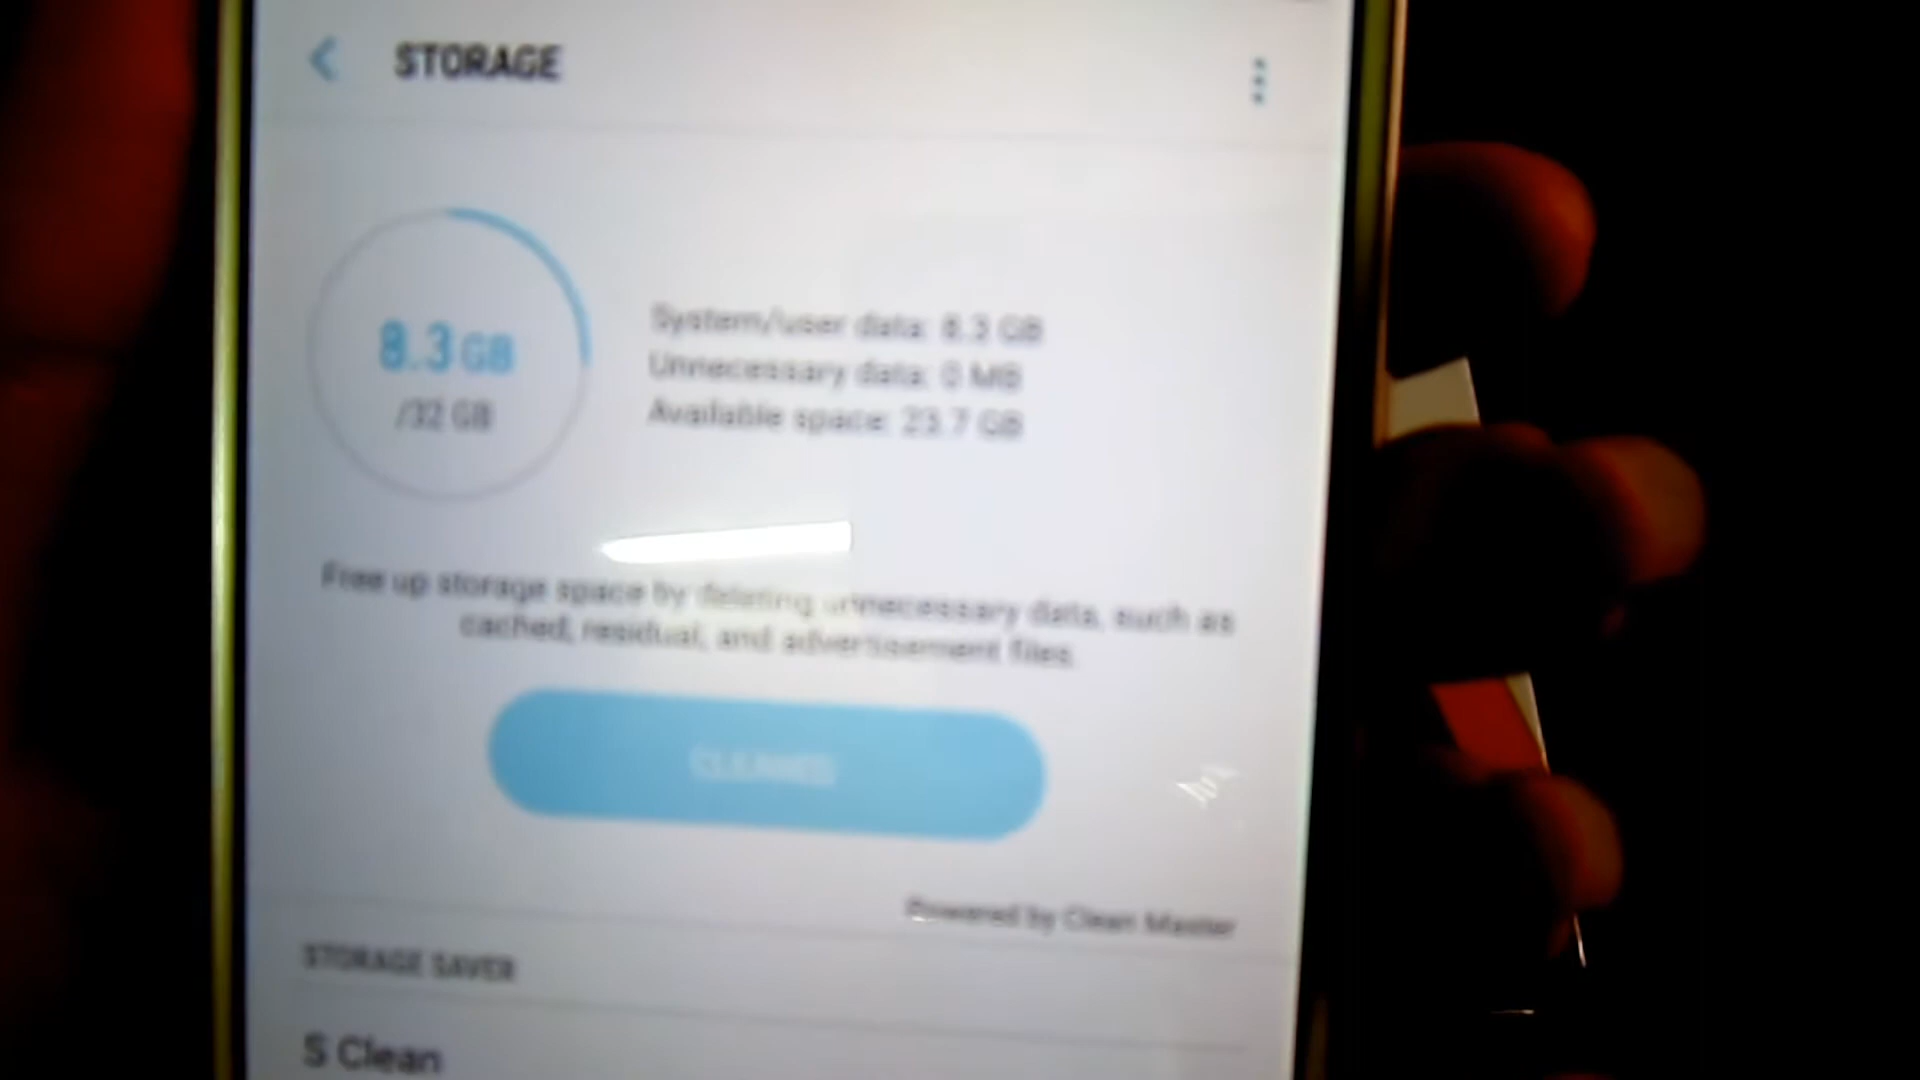 STORAGE
8.3 GB
/32 GB
System/user data: 8.3 GB
Unnecessary data: 0 MB
Available space: 23.7 GB
Free up storage space by deleting unnecessary data, such as
cached, residual, and advertisement files.
CLEANED
Powered by Clean Master
STORAGE SAVER
S Clean